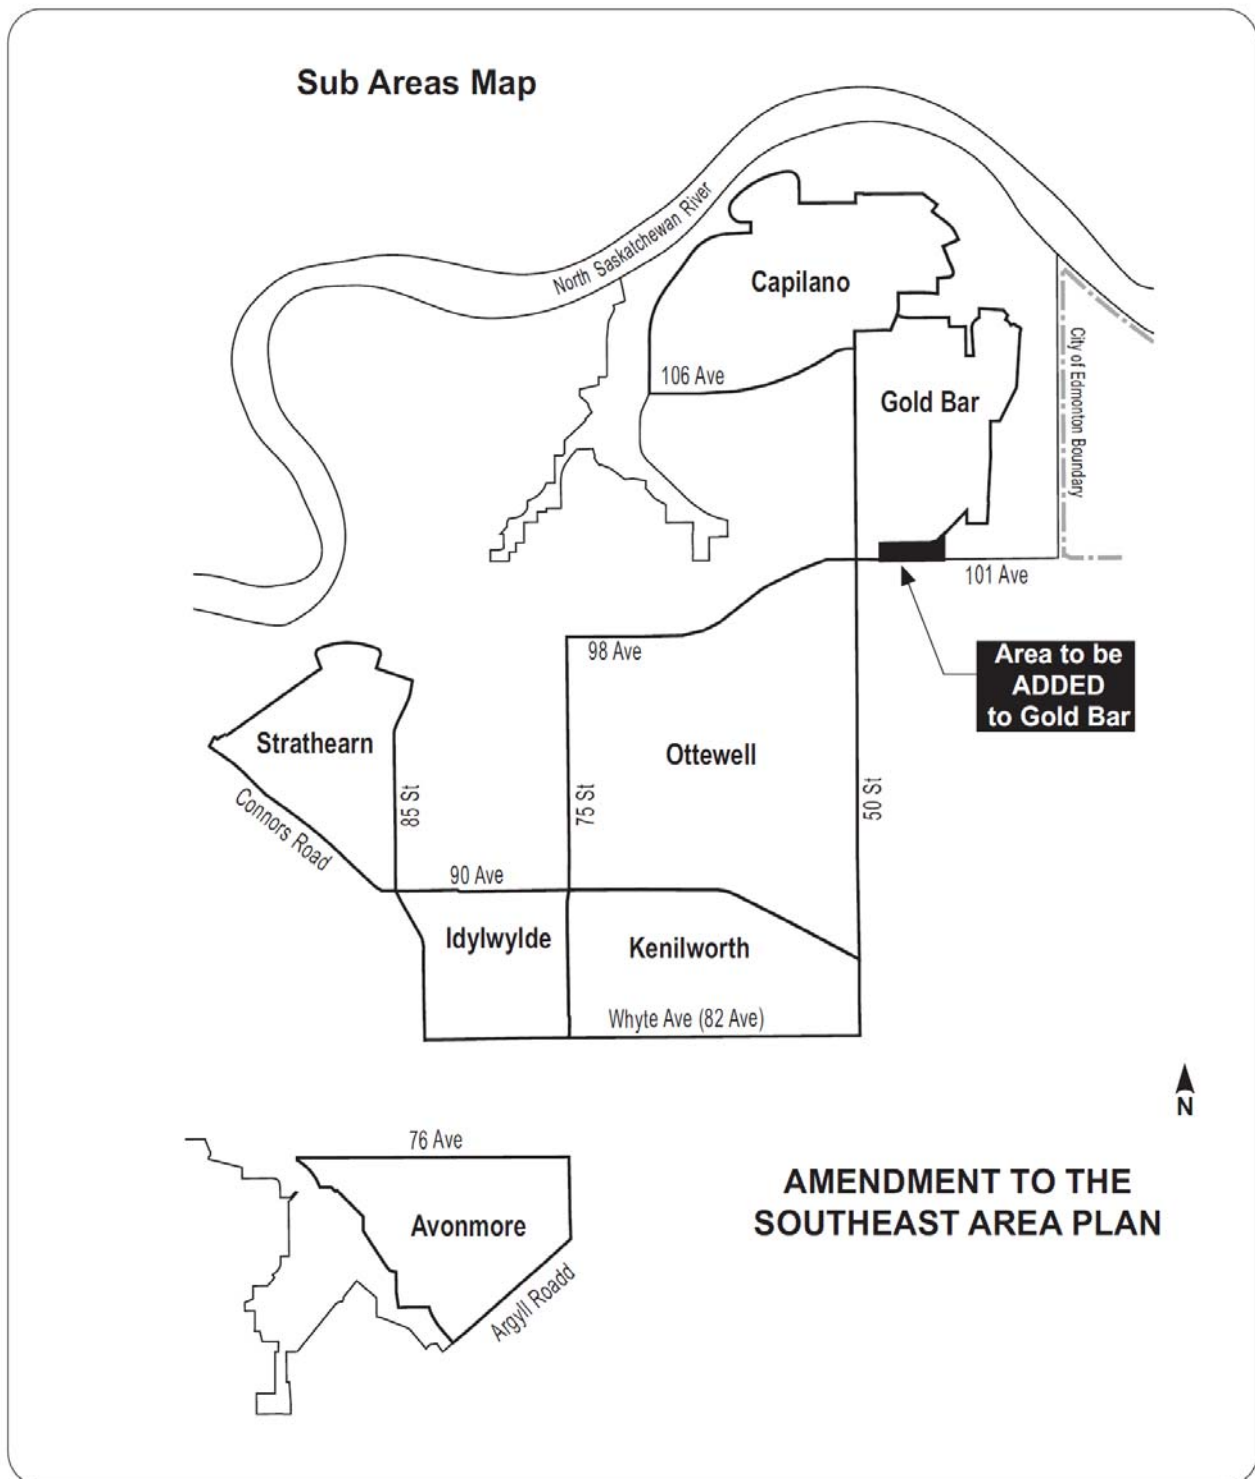 Sub Areas Map
North Saskatchewan River
Capilano
106 Ave
Gold Bar
City of Edmonton Boundary
101 Ave
98 Ave
Area to be
ADDED
to Gold Bar
Strathearn
Ottewell
85 St
75 St
50 St
Connors Road
90 Ave
Idylwylde
Kenilworth
Whyte Ave (82 Ave)
N
76 Ave
Avonmore
Argyll Roadd
AMENDMENT TO THE
SOUTHEAST AREA PLAN